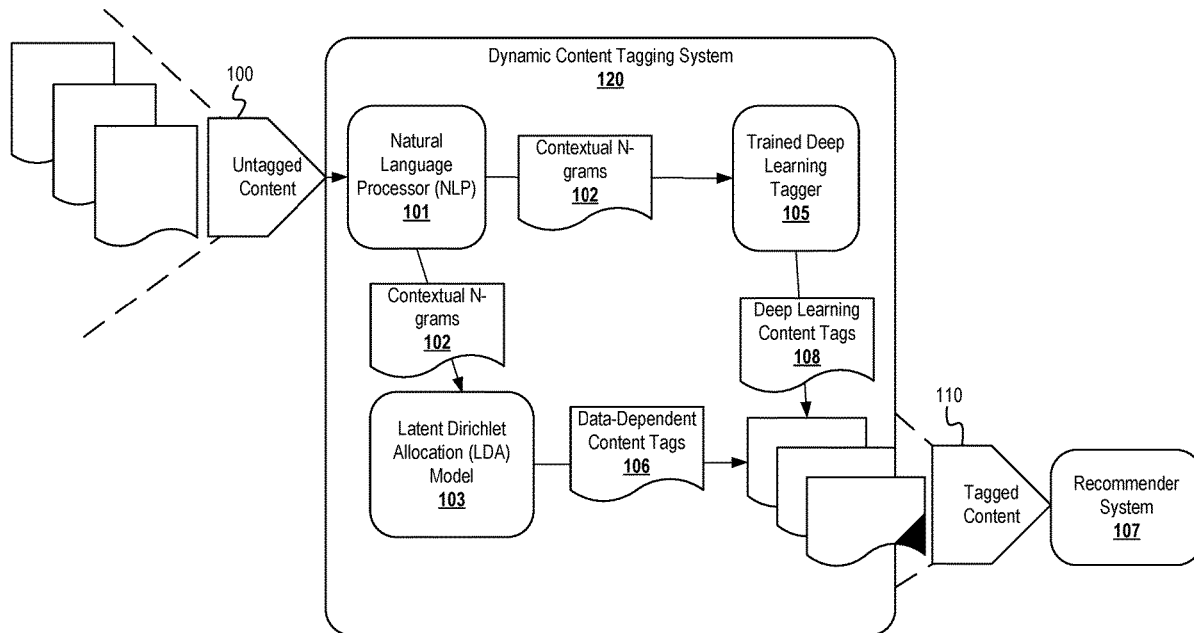 Dynamic Content Tagging System
120
100
Untagged
Content
Natural
Language
Processor (NLP)
101
Contextual N-
grams
102
Trained Deep
Learning
Tagger
105
Contextual N-
grams
102
Deep Learning
Content Tags
108
Latent Dirichlet
Allocation (LDA)
Model
103
Data-Dependent
Content Tags
106
110
Tagged
Content
Recommender
System
107